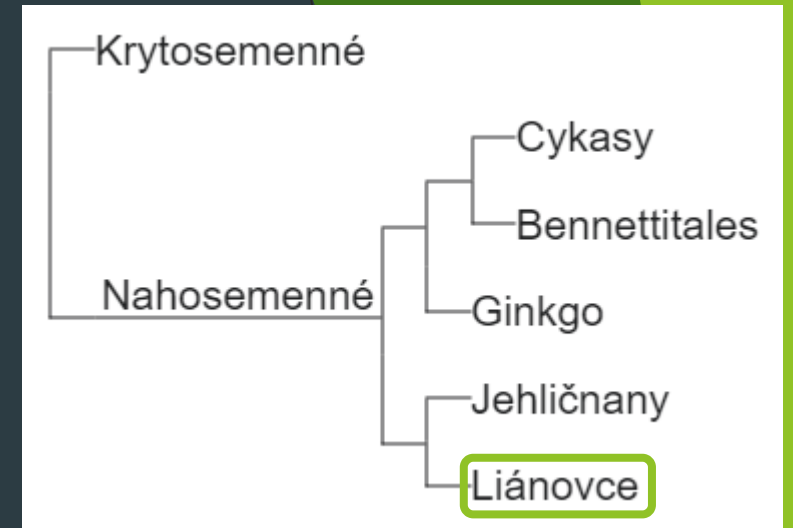 Krytosemenné
Cykasy
Bennettitales
Nahosemenné
Ginkgo
Jehličnany
Liánovce